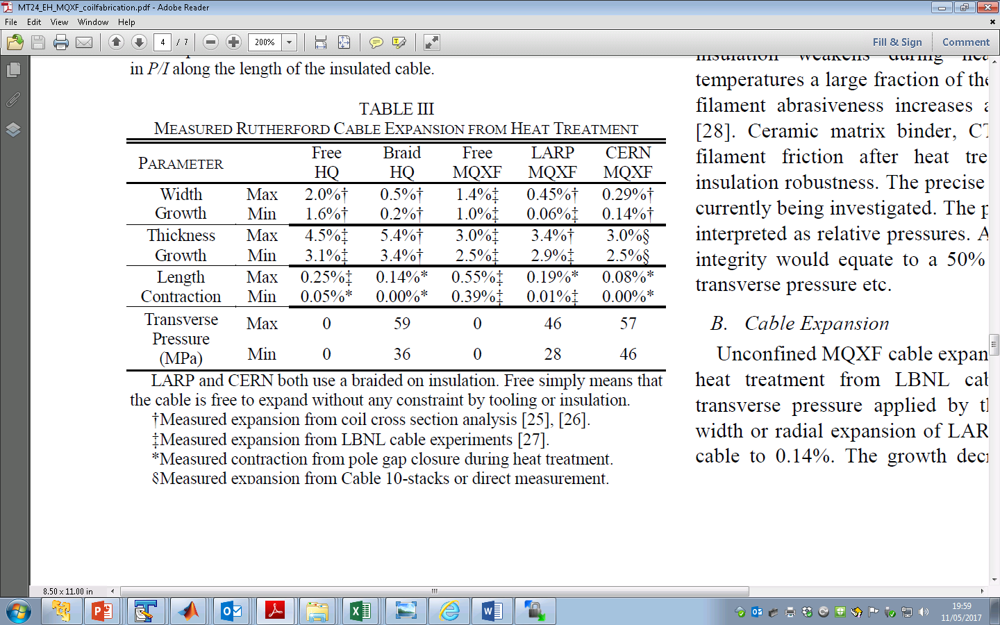 MT24_EH_MQXF_coilfabrication.pdf - Adobe Reader
File Edit View Window Help
4 / 7 200% Fill & Sign Comment
in P/I along the length of the insulated cable.
TABLE III
MEASURED RUTHERFORD CABLE EXPANSION FROM HEAT TREATMENT
PARAMETER Free HQ Braid HQ Free MQXF LARP MQXF CERN MQXF
Width Growth Max 2.0%† 0.5%† 1.4%‡ 0.45%† 0.29%†
Min 1.6%† 0.2%† 1.0%‡ 0.06%‡ 0.14%†
Thickness Growth Max 4.5%‡ 5.4%† 3.0%‡ 3.4%† 3.0%§
Min 3.1%‡ 3.4%† 2.5%‡ 2.9%‡ 2.5%§
Length Contraction Max 0.25%‡ 0.14%* 0.55%‡ 0.19%* 0.08%*
Min 0.05%* 0.00%* 0.39%‡ 0.01%‡ 0.00%*
Transverse Pressure (MPa) Max 0 59 0 46 57
Min 0 36 0 28 46
LARP and CERN both use a braided on insulation. Free simply means that
the cable is free to expand without any constraint by tooling or insulation.
†Measured expansion from coil cross section analysis [25], [26].
‡Measured expansion from LBNL cable experiments [27].
*Measured contraction from pole gap closure during heat treatment.
§Measured expansion from Cable 10-stacks or direct measurement.
insulation weakens during hea
temperatures a large fraction of the
filament abrasiveness increases a
[28]. Ceramic matrix binder, CT
filament friction after heat tre
insulation robustness. The precise
currently being investigated. The p
interpreted as relative pressures. A
integrity would equate to a 50%
transverse pressure etc.
B. Cable Expansion
Unconfined MQXF cable expan
heat treatment from LBNL cab
transverse pressure applied by t
width or radial expansion of LAR
cable to 0.14%. The growth decr
8.50 x 11.00 in
19:59
11/05/2017